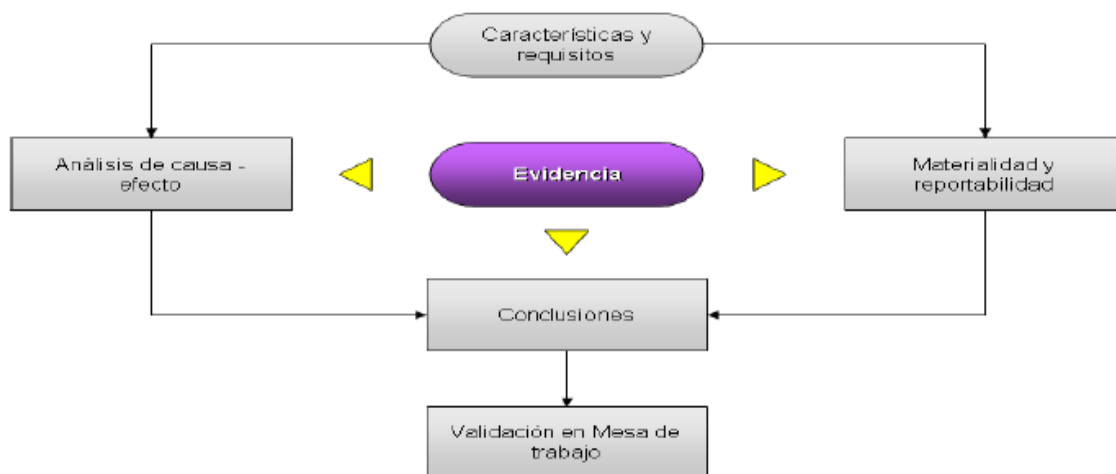 Características y
requisitos
Análisis de causa -
efecto
Evidencia
Materialidad y
reportabilidad
Conclusiones
Validación en Mesa de
trabajo